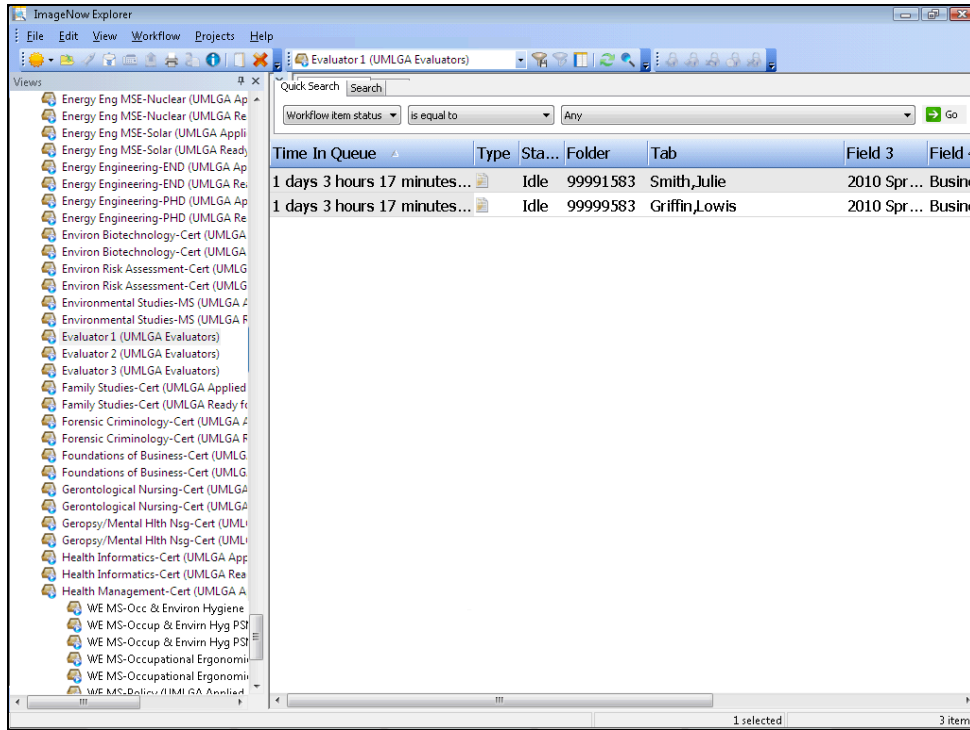 ImageNow Explorer
File Edit View Workflow Projects Help
Evaluator 1 (UMLGA Evaluators)
Views
Quick Search Search
Workflow item status is equal to Any Go
Time In Queue Type Sta... Folder Tab Field 3 Field
1 days 3 hours 17 minutes... Idle 99991583 Smith,Julie 2010 Spr... Busin
1 days 3 hours 17 minutes... Idle 99999583 Griffin,Lowis 2010 Spr... Busin
Energy Eng MSE-Nuclear (UMLGA Ap
Energy Eng MSE-Nuclear (UMLGA Re
Energy Eng MSE-Solar (UMLGA Appli
Energy Eng MSE-Solar (UMLGA Ready
Energy Engineering-END (UMLGA Ap
Energy Engineering-END (UMLGA Re
Energy Engineering-PHD (UMLGA Ap
Energy Engineering-PHD (UMLGA Re
Environ Biotechnology-Cert (UMLGA
Environ Biotechnology-Cert (UMLGA
Environ Risk Assessment-Cert (UMLG
Environ Risk Assessment-Cert (UMLG
Environmental Studies-MS (UMLGA A
Environmental Studies-MS (UMLGA R
Evaluator 1 (UMLGA Evaluators)
Evaluator 2 (UMLGA Evaluators)
Evaluator 3 (UMLGA Evaluators)
Family Studies-Cert (UMLGA Applied
Family Studies-Cert (UMLGA Ready fo
Forensic Criminology-Cert (UMLGA A
Forensic Criminology-Cert (UMLGA R
Foundations of Business-Cert (UMLG
Foundations of Business-Cert (UMLG
Gerontological Nursing-Cert (UMLGA
Gerontological Nursing-Cert (UMLGA
Geropsy/Mental Hlth Nsg-Cert (UML
Geropsy/Mental Hlth Nsg-Cert (UML
Health Informatics-Cert (UMLGA App
Health Informatics-Cert (UMLGA Rea
Health Management-Cert (UMLGA A
WE MS-Occ & Environ Hygiene
WE MS-Occup & Envirn Hyg PSM
WE MS-Occup & Envirn Hyg PSM
WE MS-Occupational Ergonomi
WE MS-Occupational Ergonomi
WE MS-Policy (UMLGA Applied
1 selected 3 item